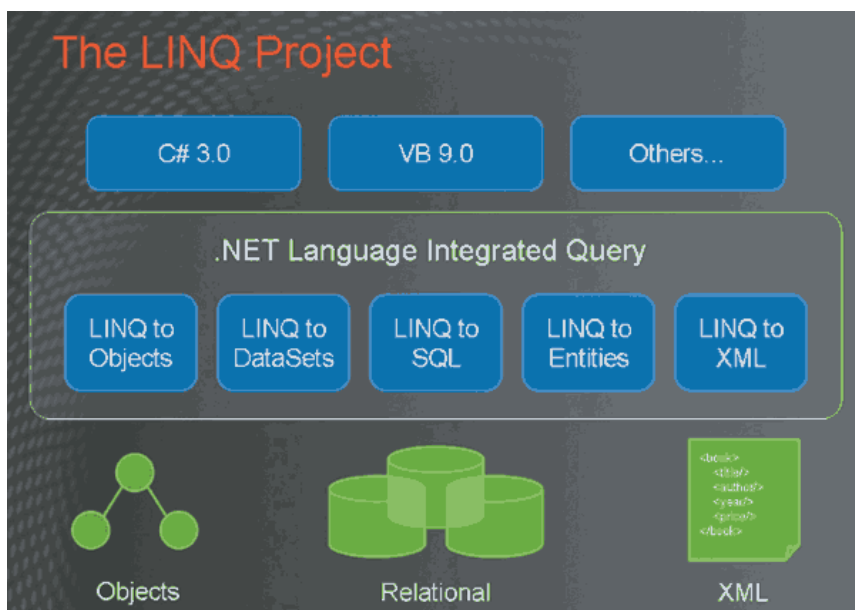 The LINQ Project
C# 3.0
VB 9.0
Others...
.NET Language Integrated Query
LINQ to
Objects
LINQ to
DataSets
LINQ to
SQL
LINQ to
Entities
LINQ to
XML
<book>
<title/>
<author/>
<year/>
<price/>
</book>
Objects
Relational
XML